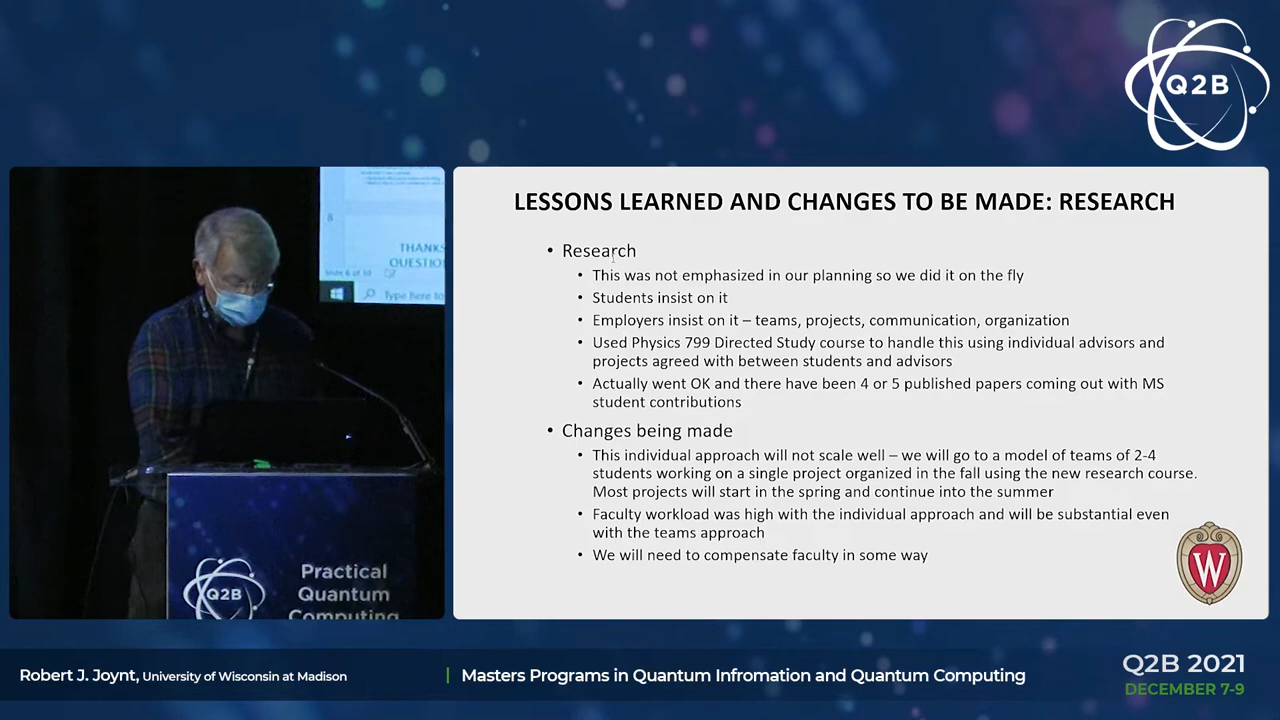 Q2B
8
THANKS
QUESTIO
Slide 6 of 10
Type here to
LESSONS LEARNED AND CHANGES TO BE MADE: RESEARCH
• Research
• This was not emphasized in our planning so we did it on the fly
• Students insist on it
• Employers insist on it – teams, projects, communication, organization
• Used Physics 799 Directed Study course to handle this using individual advisors and
projects agreed with between students and advisors
• Actually went OK and there have been 4 or 5 published papers coming out with MS
student contributions
• Changes being made
• This individual approach will not scale well – we will go to a model of teams of 2-4
students working on a single project organized in the fall using the new research course.
Most projects will start in the spring and continue into the summer
• Faculty workload was high with the individual approach and will be substantial even
with the teams approach
• We will need to compensate faculty in some way
W
Q2B
Practical
Quantum
Computing
Robert J. Joynt, University of Wisconsin at Madison
Masters Programs in Quantum Infromation and Quantum Computing
Q2B 2021
DECEMBER 7-9